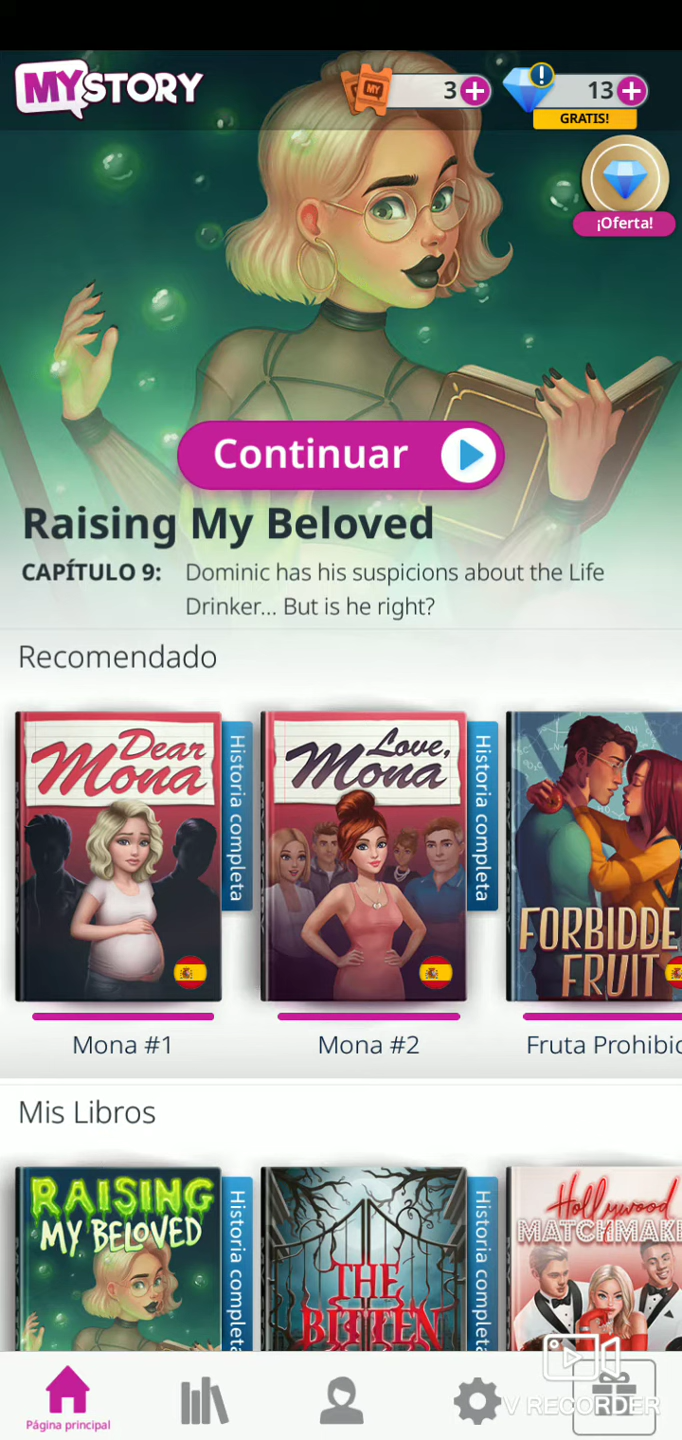 MYSTORY
MY
3
13
GRATIS!
¡Oferta!
Continuar
Raising My Beloved
CAPÍTULO 9: Dominic has his suspicions about the Life
Drinker... But is he right?
Recomendado
Dear
Mona
Historia completa
Love,
Mona
Historia completa
FORBIDDE
FRUIT
Mona #1
Mona #2
Fruta Prohibid
Mis Libros
RAISING
MY BELOVED
Historia completa
THE
BITTEN
Historia completa
Hollywood
MATCHMAK
Página principal
V RECORDER